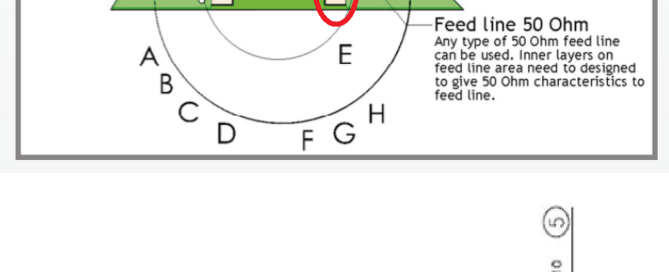 Feed line 50 Ohm
Any type of 50 Ohm feed line
can be used. Inner layers on
feed line area need to designed
to give 50 Ohm characteristics to
feed line.
A
E
B
C
H
D
F
G
5
10